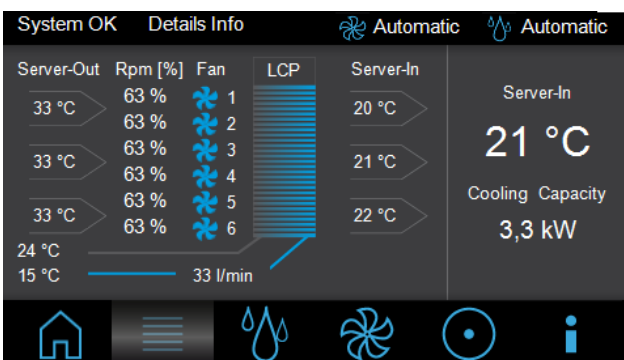 System OK Details Info Automatic Automatic
Server-Out Rpm [%] Fan LCP Server-In
33 °C 63 % 1 20 °C
63 % 2
33 °C 63 % 3 21 °C
63 % 4
33 °C 63 % 5 22 °C
63 % 6
24 °C
15 °C 33 l/min
Server-In
21 °C
Cooling Capacity
3,3 kW